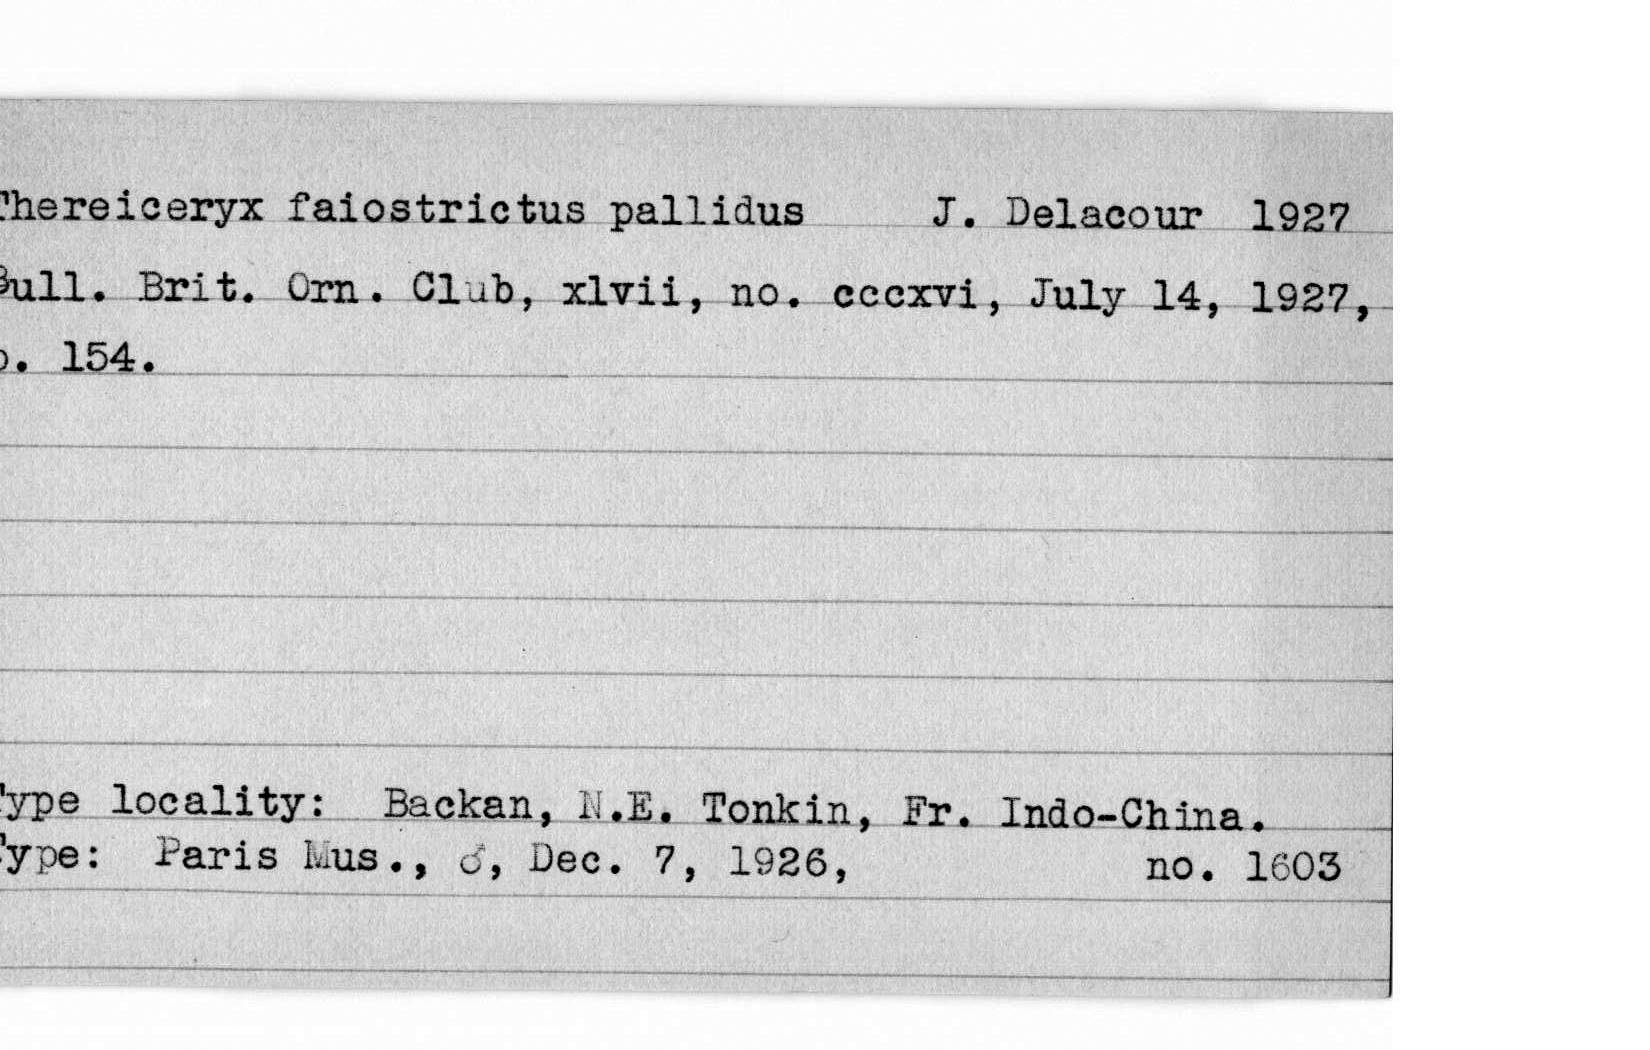 Thereiceryx faiostrictus pallidus J. Delacour 1927
Bull. Brit. Orn. Club, xlvii, no. cccxvi, July 14, 1927,
p. 154.
Type locality: Backan, N.E. Tonkin, Fr. Indo-China.
Type: Paris Mus., ♂, Dec. 7, 1926, no. 1603